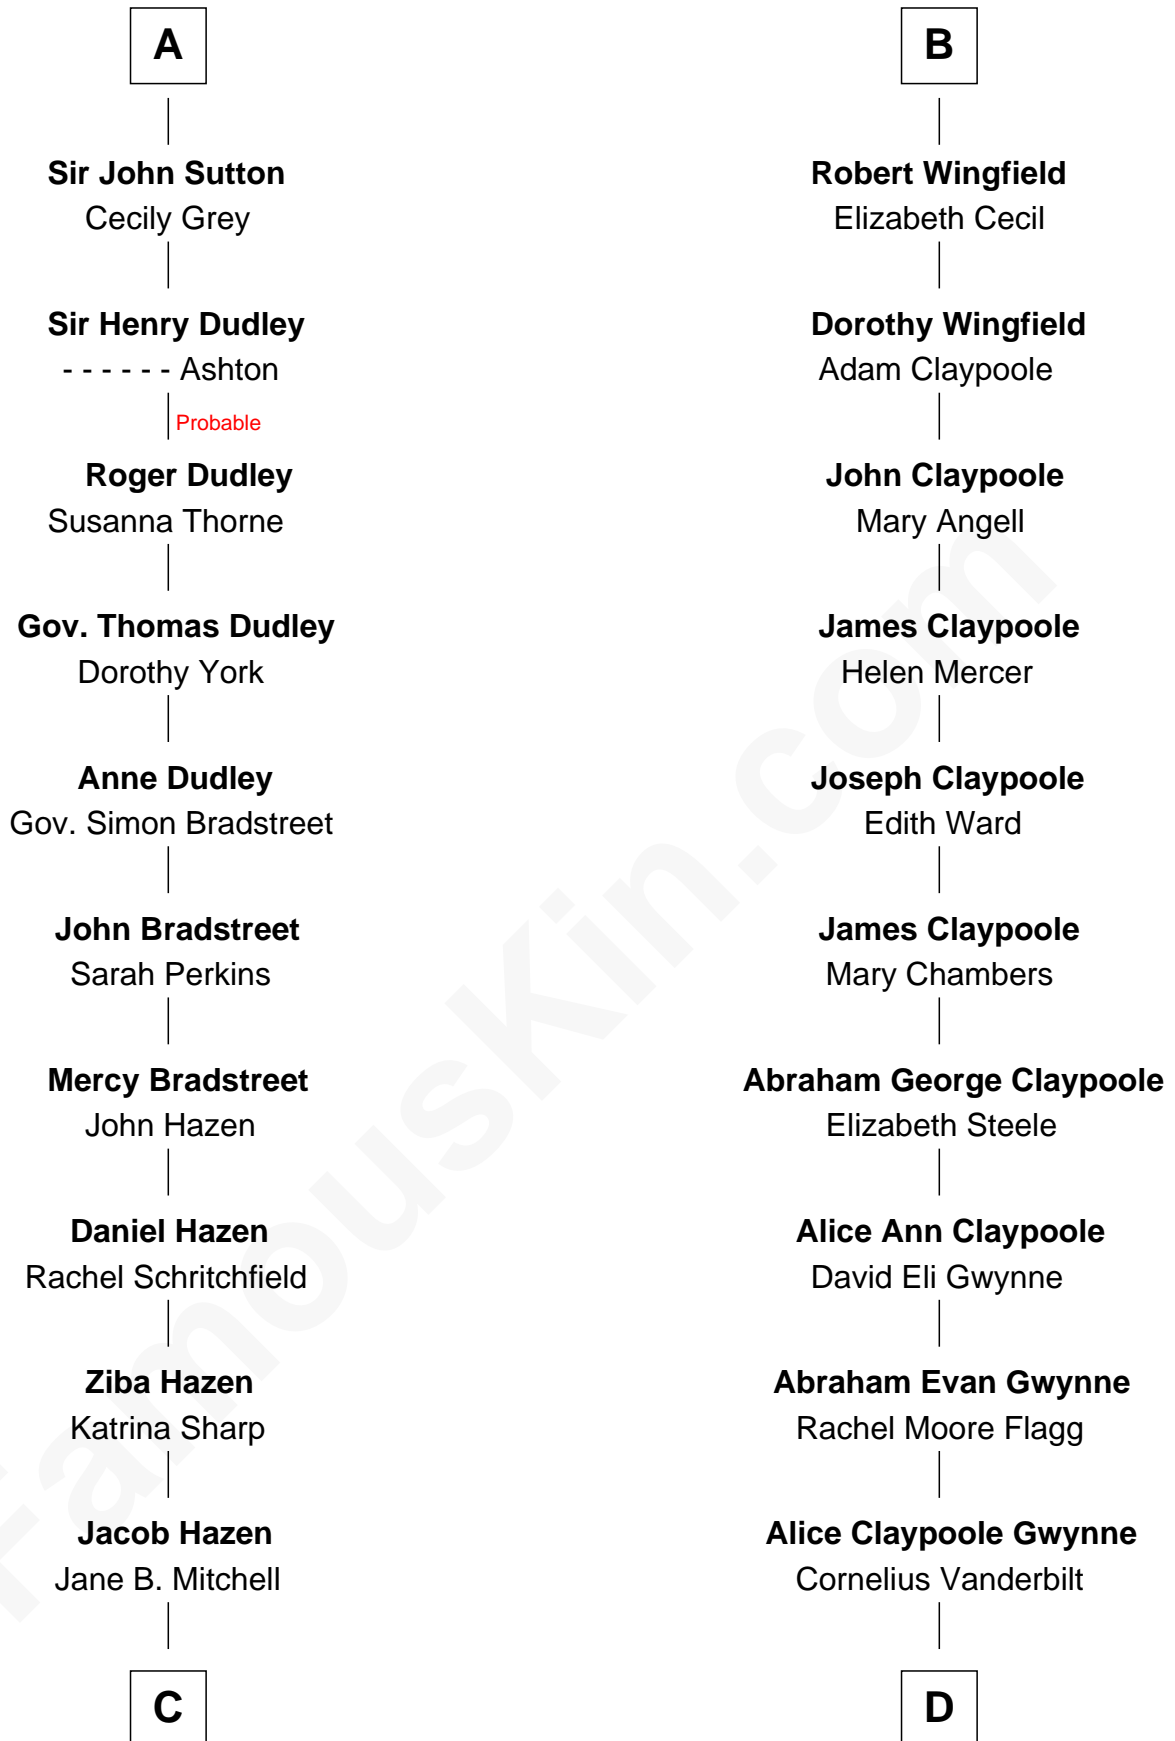 A
Sir John Sutton
Cecily Grey
Sir Henry Dudley
- - - - - - Ashton
Probable
Roger Dudley
Susanna Thorne
Gov. Thomas Dudley
Dorothy York
Anne Dudley
Gov. Simon Bradstreet
John Bradstreet
Sarah Perkins
Mercy Bradstreet
John Hazen
Daniel Hazen
Rachel Schritchfield
Ziba Hazen
Katrina Sharp
Jacob Hazen
Jane B. Mitchell
C
B
Robert Wingfield
Elizabeth Cecil
Dorothy Wingfield
Adam Claypoole
John Claypoole
Mary Angell
James Claypoole
Helen Mercer
Joseph Claypoole
Edith Ward
James Claypoole
Mary Chambers
Abraham George Claypoole
Elizabeth Steele
Alice Ann Claypoole
David Eli Gwynne
Abraham Evan Gwynne
Rachel Moore Flagg
Alice Claypoole Gwynne
Cornelius Vanderbilt
D
FamousKin.com